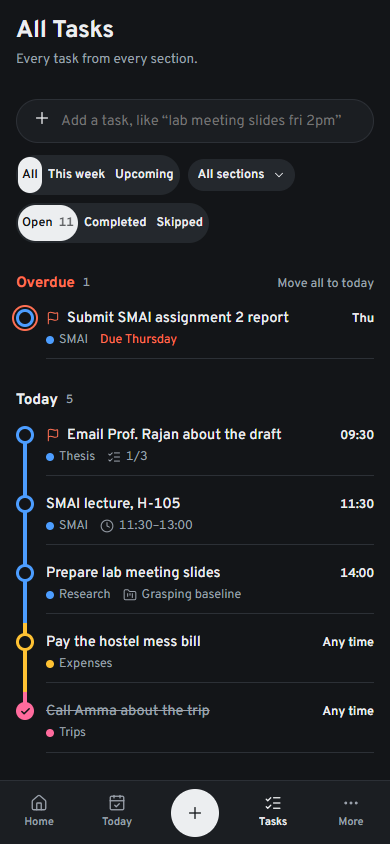 All Tasks
Every task from every section.
Add a task, like “lab meeting slides fri 2pm”
All This week Upcoming All sections
Open 11 Completed Skipped
Overdue 1 Move all to today
Submit SMAI assignment 2 report Thu
SMAI Due Thursday
Today 5
Email Prof. Rajan about the draft 09:30
Thesis 1/3
SMAI lecture, H-105 11:30
SMAI 11:30–13:00
Prepare lab meeting slides 14:00
Research Grasping baseline
Pay the hostel mess bill Any time
Expenses
Call Amma about the trip Any time
Trips
Home Today Tasks More